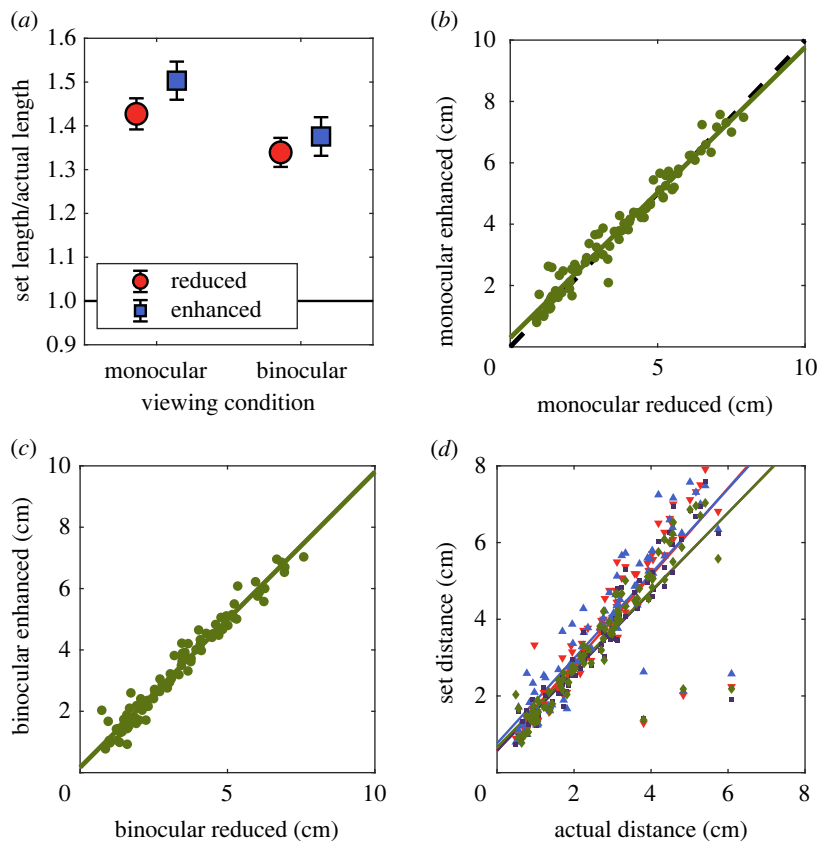 (a)
set length/actual length
1.6
1.5
1.4
1.3
1.2
1.1
1.0
0.9
reduced
enhanced
monocular binocular
viewing condition
(b)
monocular enhanced (cm)
10
8
6
4
2
0 5 10
monocular reduced (cm)
(c)
binocular enhanced (cm)
10
8
6
4
2
0 5 10
binocular reduced (cm)
(d)
set distance (cm)
8
6
4
2
0 2 4 6 8
actual distance (cm)